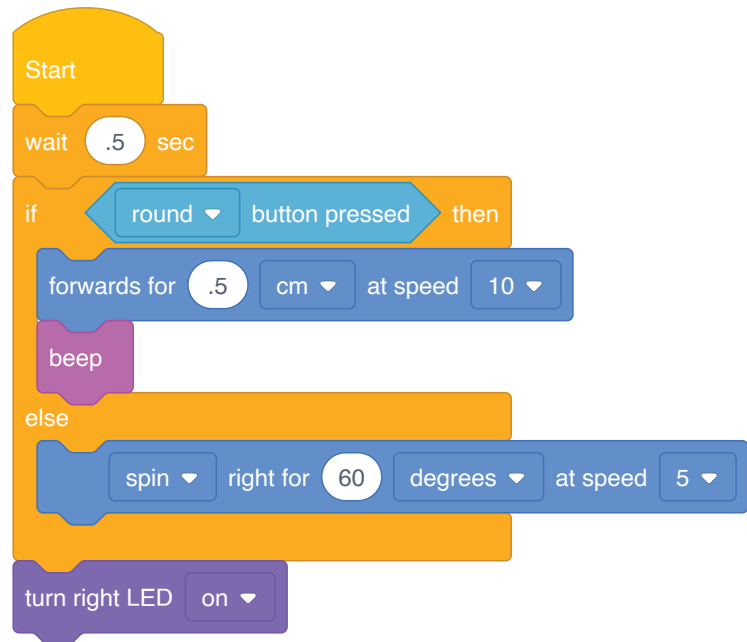 Start
wait .5 sec
if round button pressed then
forwards for .5 cm at speed 10
beep
else
spin right for 60 degrees at speed 5
turn right LED on